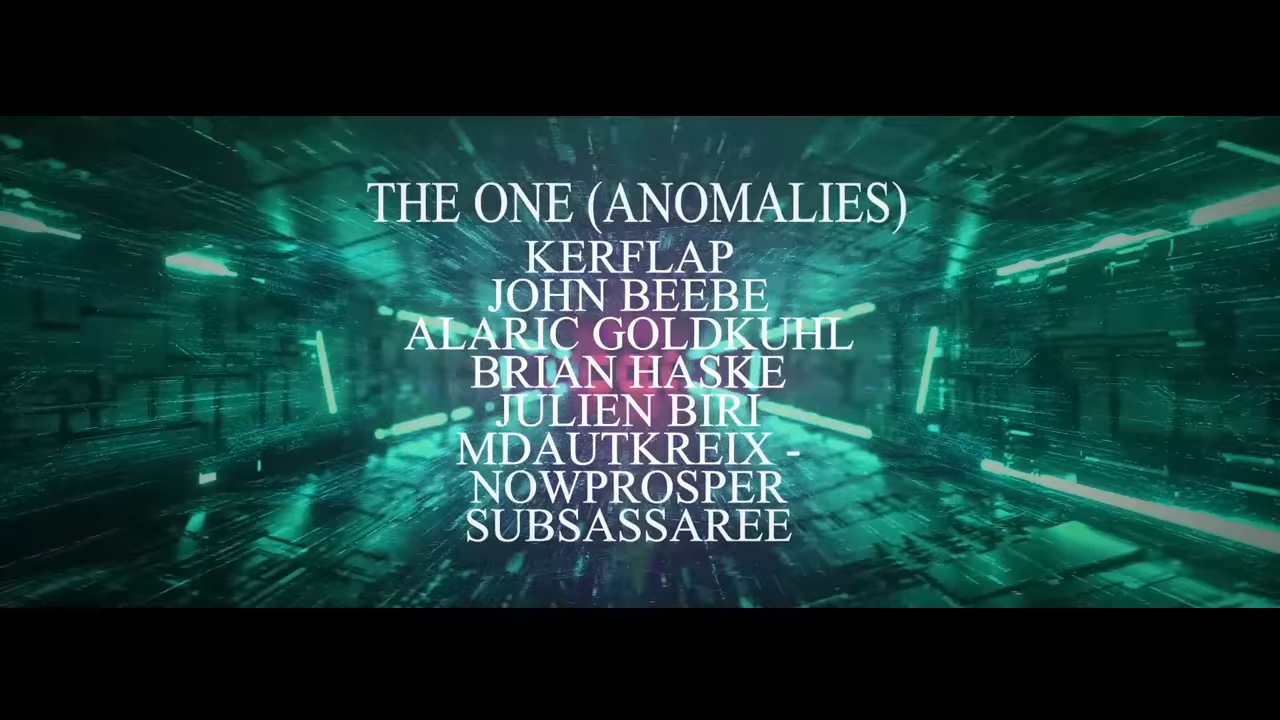 THE ONE (ANOMALIES)
KERFLAP
JOHN BEEBE
ALARIC GOLDKUHL
BRIAN HASKE
JULIEN BIRI
MDAUTKREIX -
NOWPROSPER
SUBSASSAREE